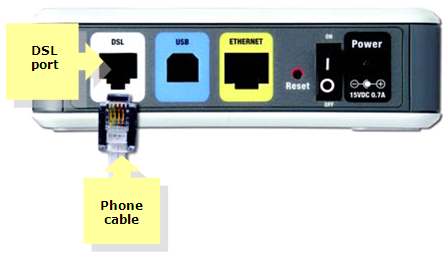 DSL
port
DSL
USB
ETHERNET
Reset
ON
OFF
Power
15VDC 0.7A
Phone
cable